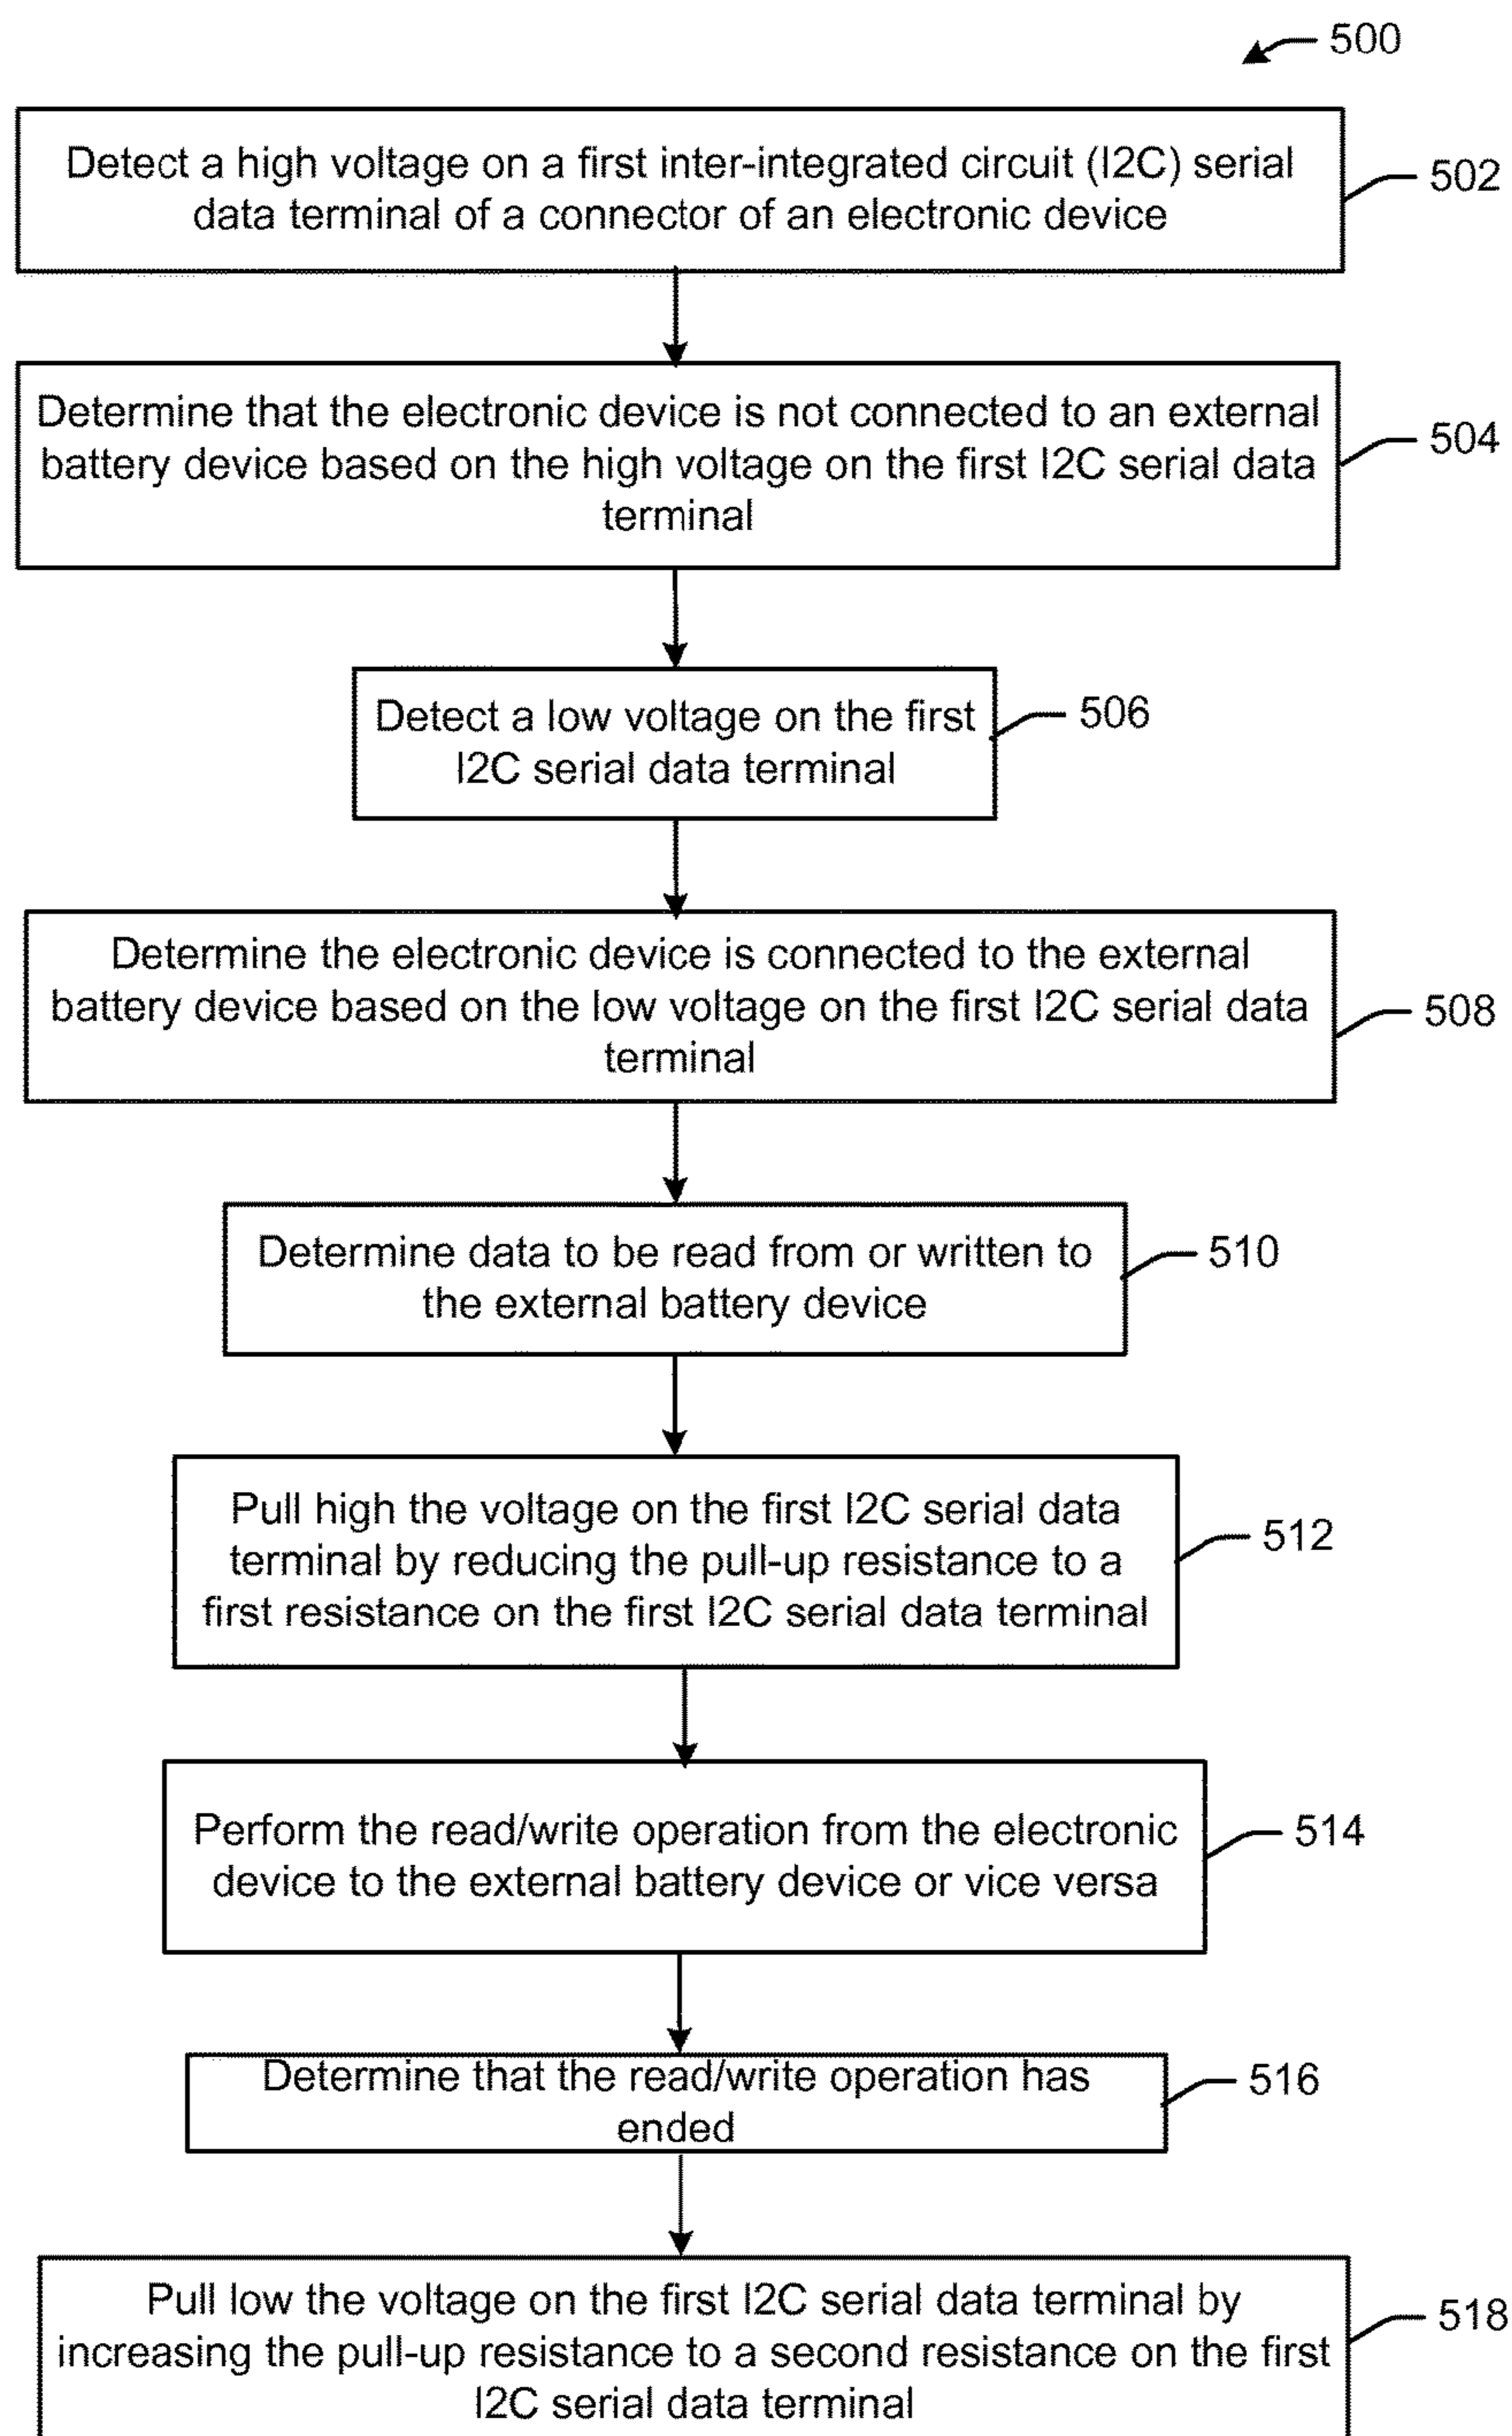 500
Detect a high voltage on a first inter-integrated circuit (I2C) serial
data terminal of a connector of an electronic device
502
Determine that the electronic device is not connected to an external
battery device based on the high voltage on the first I2C serial data
terminal
504
Detect a low voltage on the first
I2C serial data terminal
506
Determine the electronic device is connected to the external
battery device based on the low voltage on the first I2C serial data
terminal
508
Determine data to be read from or written to
the external battery device
510
Pull high the voltage on the first I2C serial data
terminal by reducing the pull-up resistance to a
first resistance on the first I2C serial data terminal
512
Perform the read/write operation from the electronic
device to the external battery device or vice versa
514
Determine that the read/write operation has
ended
516
Pull low the voltage on the first I2C serial data terminal by
increasing the pull-up resistance to a second resistance on the first
I2C serial data terminal
518